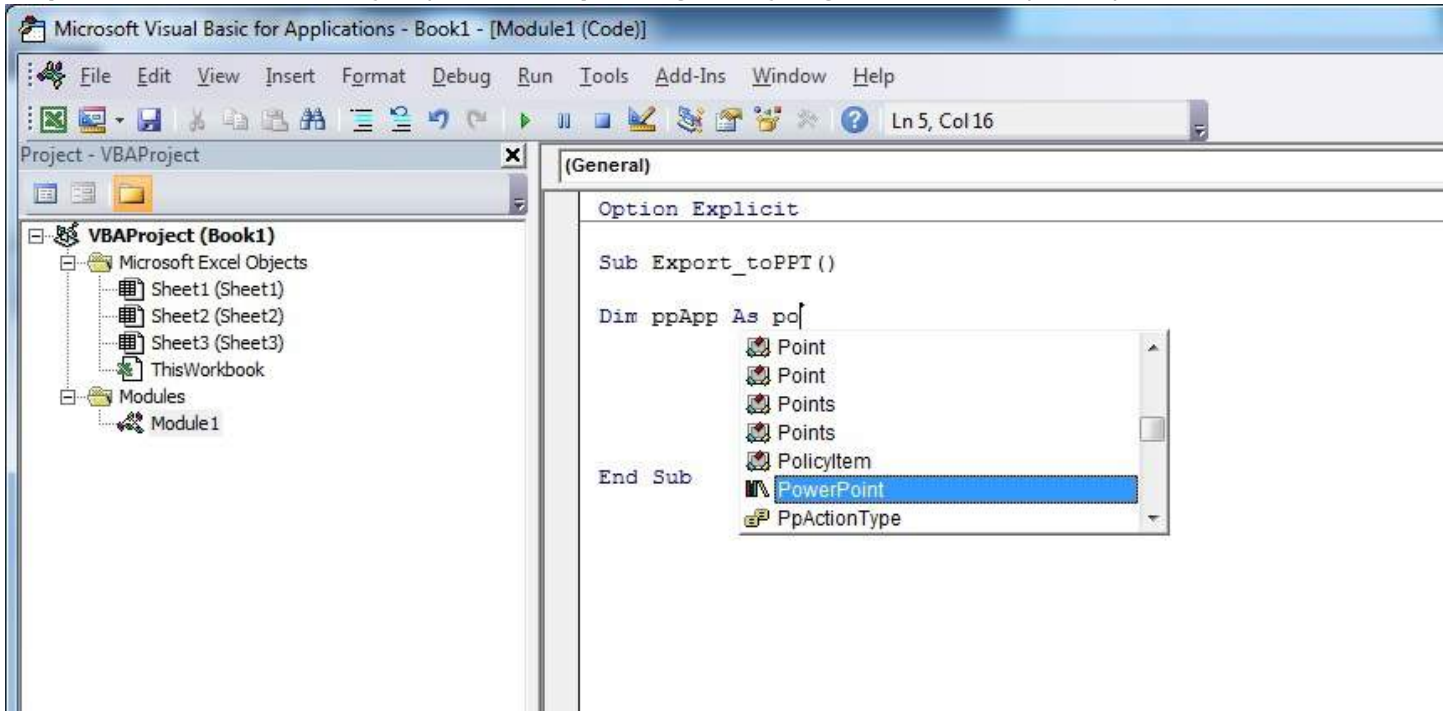 Microsoft Visual Basic for Applications - Book1 - [Module1 (Code)]
File Edit View Insert Format Debug Run Tools Add-Ins Window Help
Ln 5, Col 16
Project - VBAProject
(General)
VBAProject (Book1)
Microsoft Excel Objects
Sheet1 (Sheet1)
Sheet2 (Sheet2)
Sheet3 (Sheet3)
ThisWorkbook
Modules
Module1
Option Explicit
Sub Export_toPPT()
Dim ppApp As po
Point
Point
Points
Points
PolicyItem
PowerPoint
PpActionType
End Sub